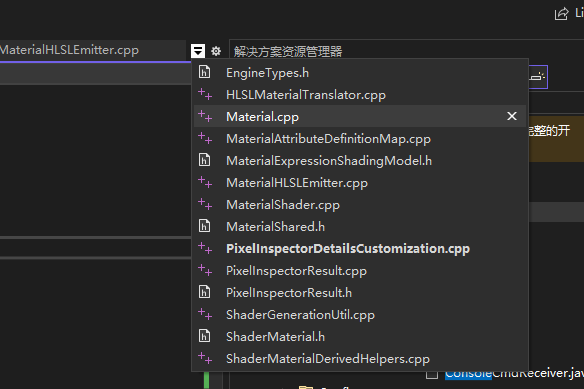 Li
MaterialHLSLEmitter.cpp
解决方案资源管理器
EngineTypes.h
HLSLMaterialTranslator.cpp
Material.cpp
MaterialAttributeDefinitionMap.cpp
完整的开
MaterialExpressionShadingModel.h
MaterialHLSLEmitter.cpp
MaterialShader.cpp
MaterialShared.h
PixelInspectorDetailsCustomization.cpp
PixelInspectorResult.cpp
PixelInspectorResult.h
ShaderGenerationUtil.cpp
ShaderMaterial.h
ShaderMaterialDerivedHelpers.cpp
ConsoleCmdReceiver.jav